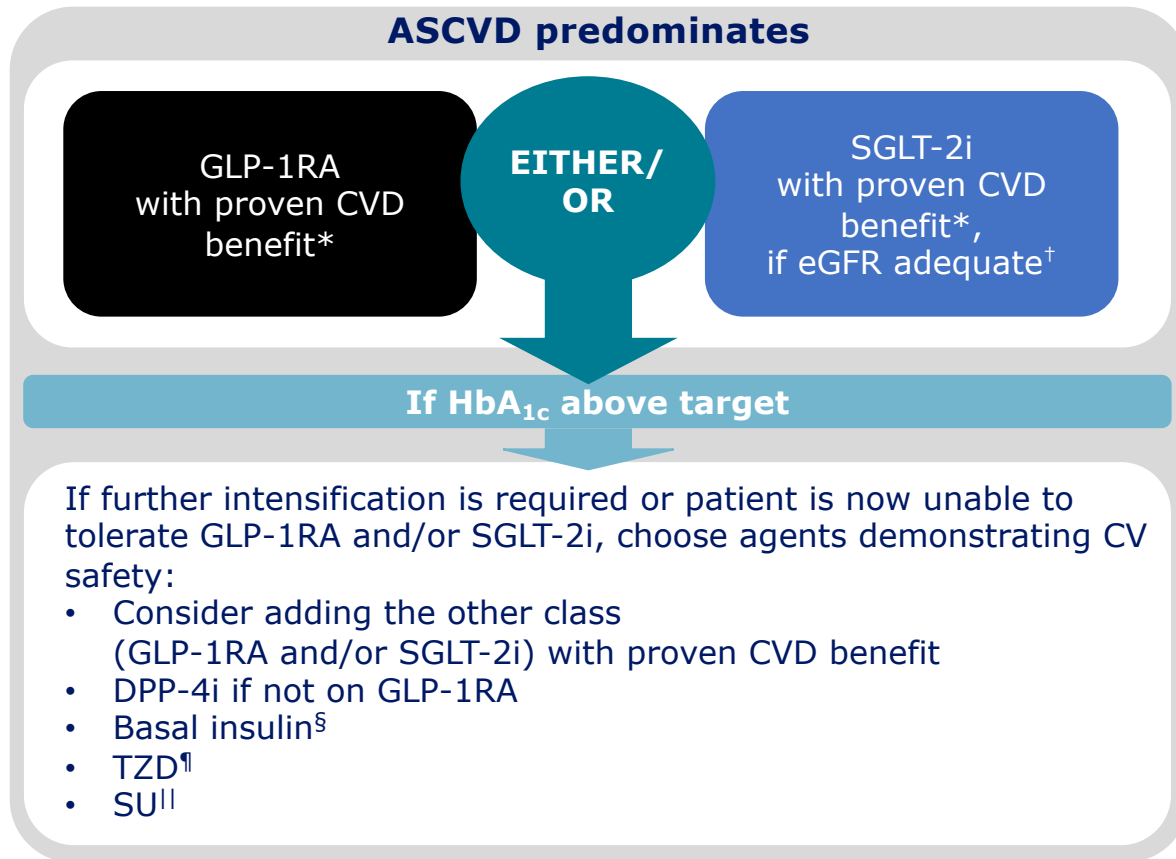 ASCVD predominates
GLP-1RA
with proven CVD
benefit*
EITHER/
OR
SGLT-2i
with proven CVD
benefit*,
if eGFR adequate†
If HbA1c above target
If further intensification is required or patient is now unable to
tolerate GLP-1RA and/or SGLT-2i, choose agents demonstrating CV
safety:
• Consider adding the other class
(GLP-1RA and/or SGLT-2i) with proven CVD benefit
• DPP-4i if not on GLP-1RA
• Basal insulin§
• TZD¶
• SU||